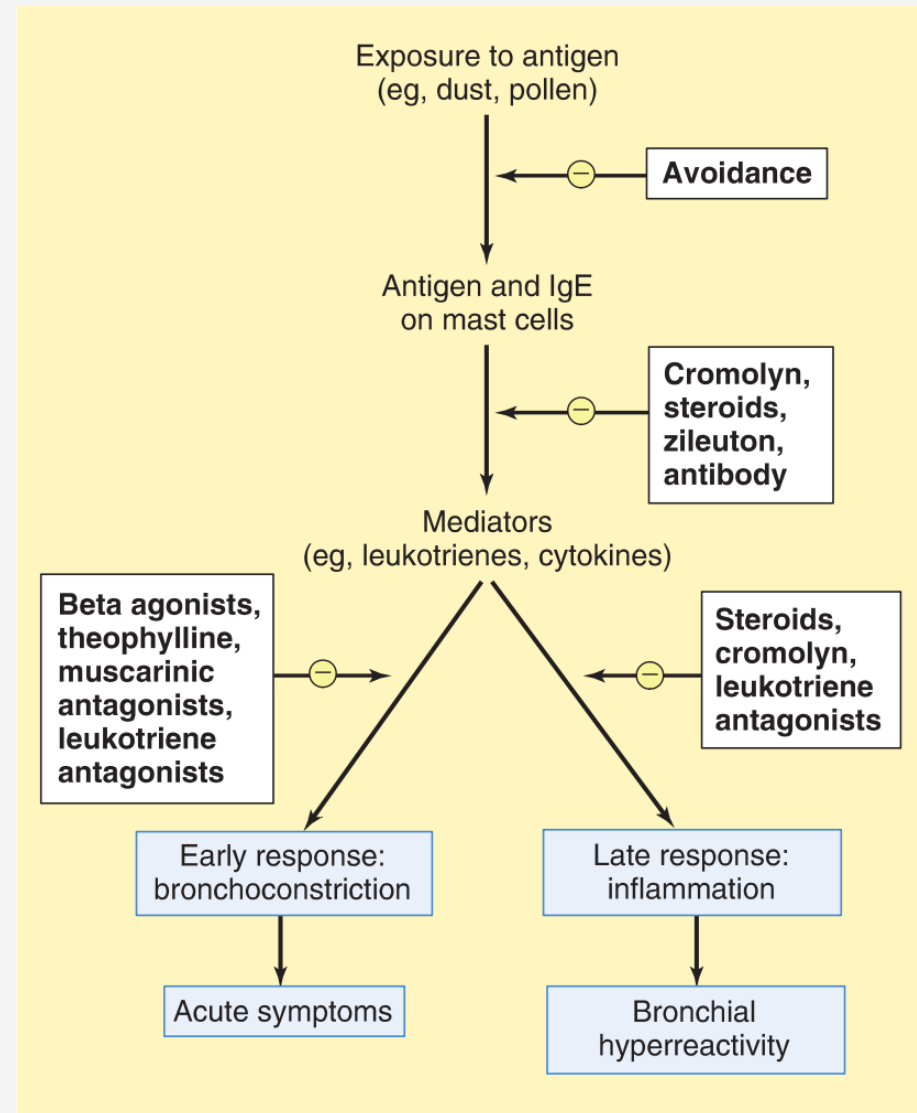 Exposure to antigen
(eg, dust, pollen)
Avoidance
Antigen and IgE
on mast cells
Cromolyn,
steroids,
zileuton,
antibody
Mediators
(eg, leukotrienes, cytokines)
Beta agonists,
theophylline,
muscarinic
antagonists,
leukotriene
antagonists
Steroids,
cromolyn,
leukotriene
antagonists
Early response:
bronchoconstriction
Late response:
inflammation
Acute symptoms
Bronchial
hyperreactivity